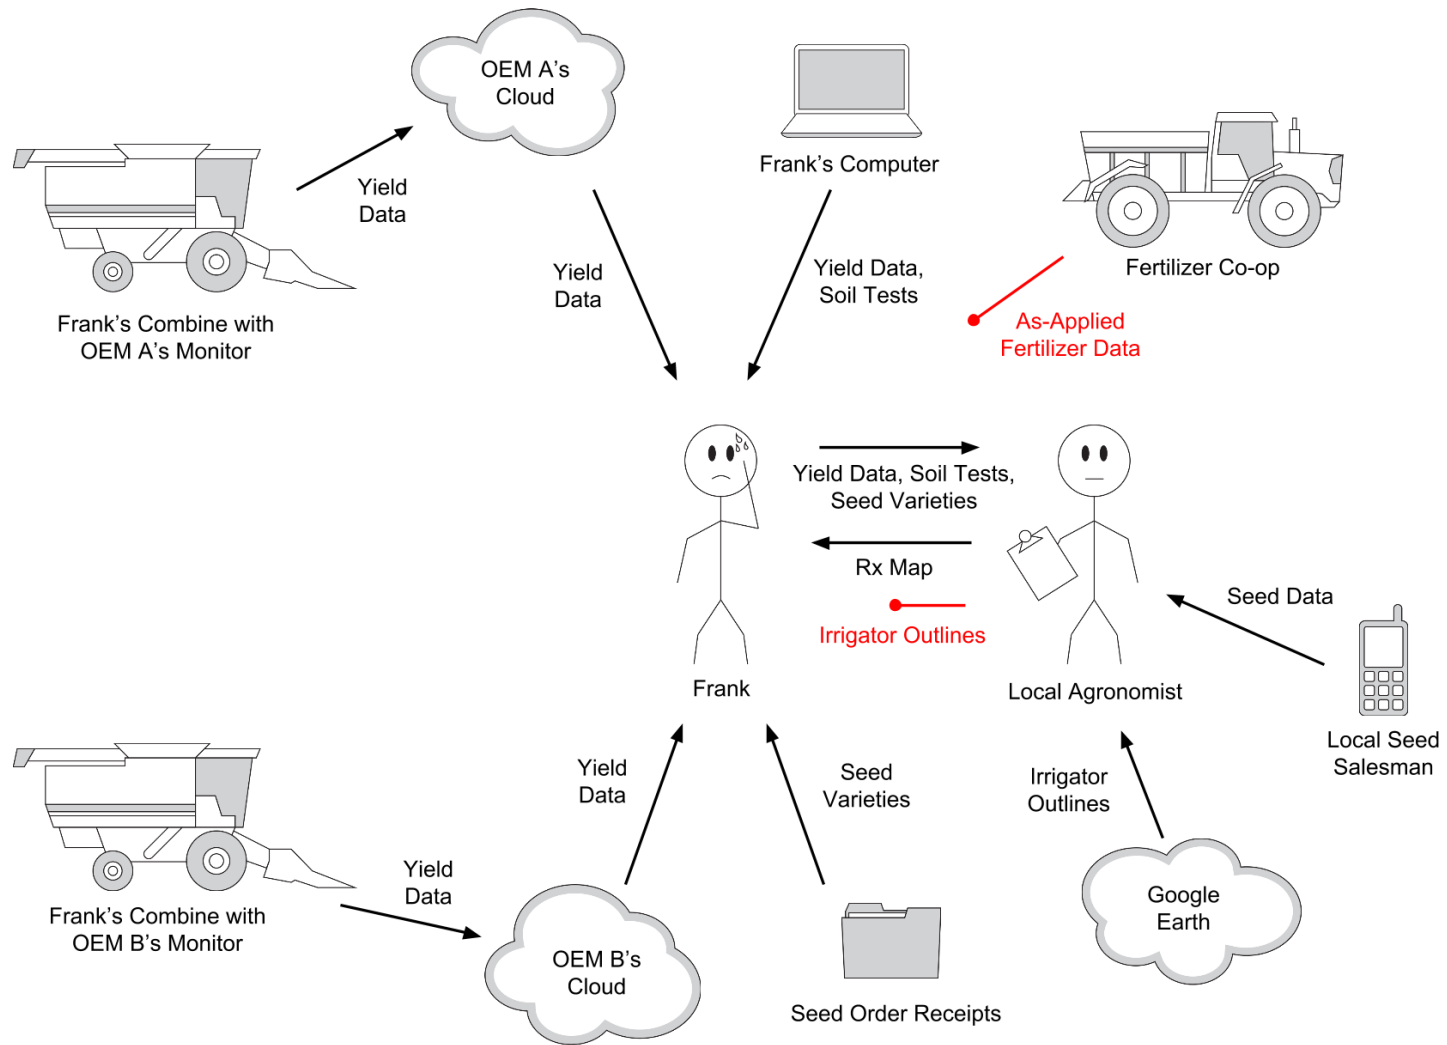 OEM A's
Cloud
Yield
Data
Frank's Combine with
OEM A's Monitor
Yield
Data
Frank's Computer
Yield Data,
Soil Tests
Fertilizer Co-op
As-Applied
Fertilizer Data
Yield Data, Soil Tests,
Seed Varieties
Rx Map
Irrigator Outlines
Frank
Local Agronomist
Seed Data
Local Seed
Salesman
Yield
Data
Seed
Varieties
Irrigator
Outlines
Frank's Combine with
OEM B's Monitor
Yield
Data
OEM B's
Cloud
Seed Order Receipts
Google
Earth